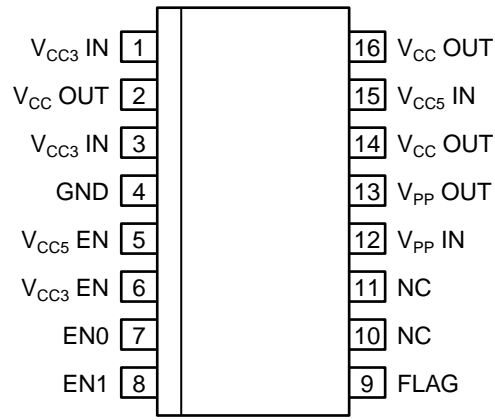 V_CC3 IN 1
V_CC OUT 2
V_CC3 IN 3
GND 4
V_CC5 EN 5
V_CC3 EN 6
EN0 7
EN1 8
16 V_CC OUT
15 V_CC5 IN
14 V_CC OUT
13 V_PP OUT
12 V_PP IN
11 NC
10 NC
9 FLAG